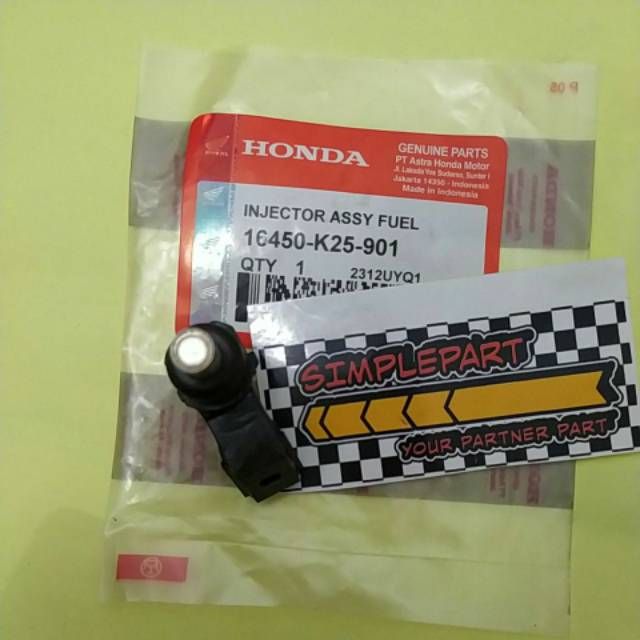 P 05
HONDA
GENUINE PARTS
PT Astra Honda Motor
Jl. Laksda Yos Sudarso, Sunter I
Jakarta 14350 - Indonesia
Made in Indonesia
INJECTOR ASSY FUEL
16450-K25-901
QTY 1 2312UYQ1
SIMPLEPART
YOUR PARTNER PART